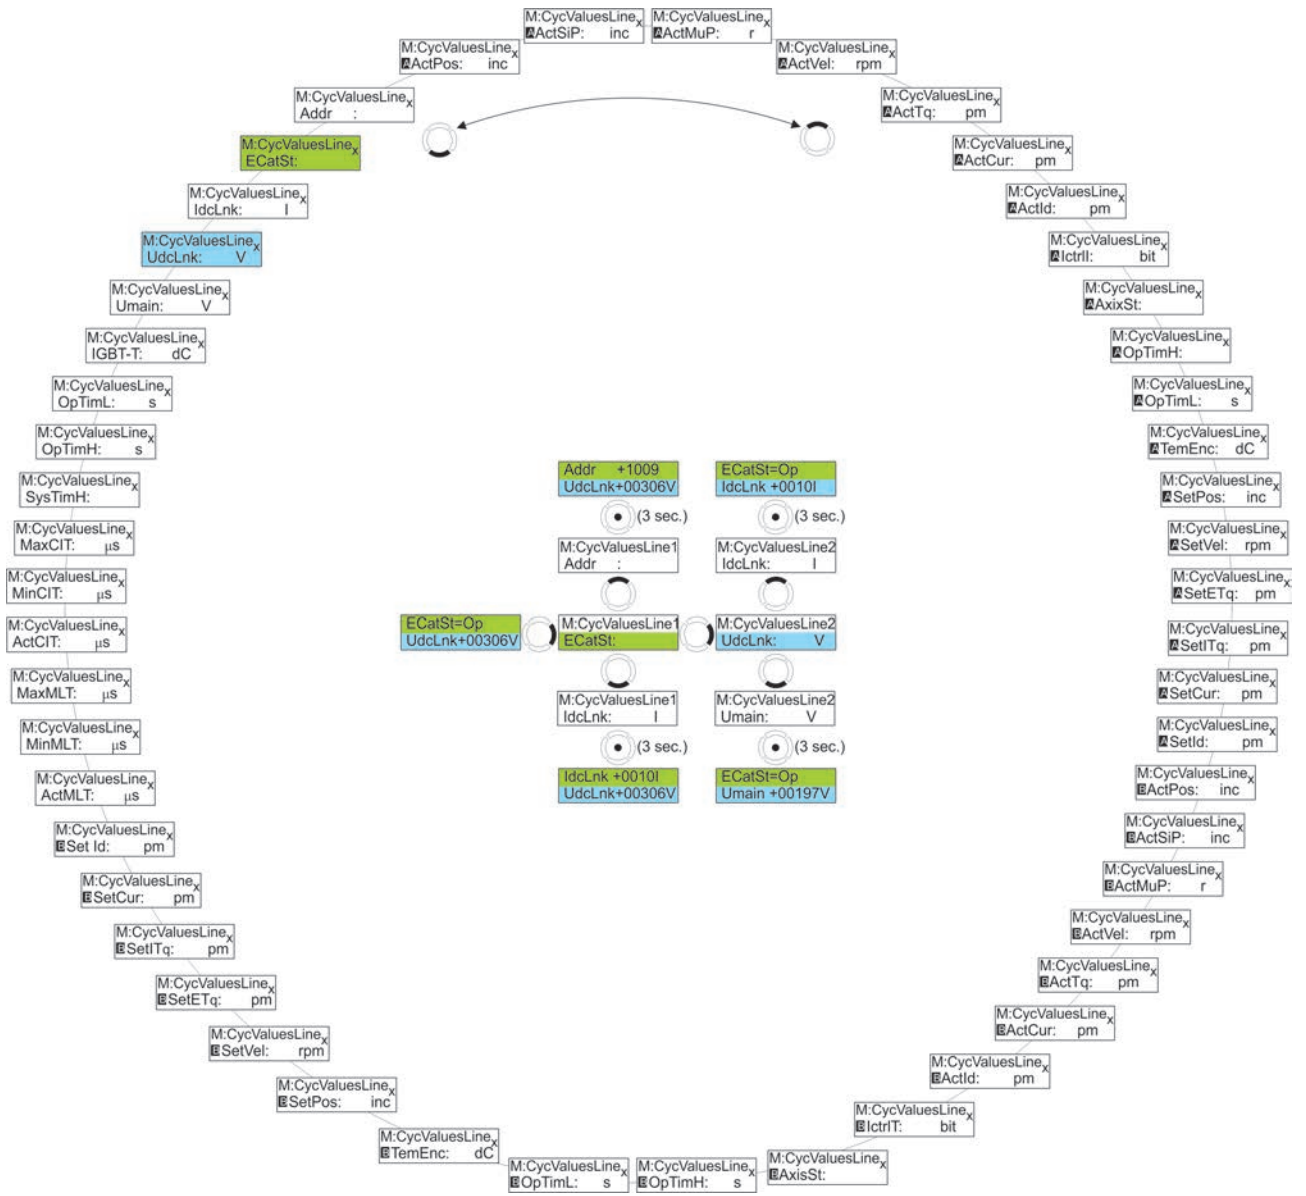 M:CycValuesLinex
AActSiP: inc
M:CycValuesLinex
AActMuP: r
M:CycValuesLinex
AActVel: rpm
M:CycValuesLinex
AActTq: pm
M:CycValuesLinex
AActCur: pm
M:CycValuesLinex
AActId: pm
M:CycValuesLinex
AIctrlI: bit
M:CycValuesLinex
AAxixSt:
M:CycValuesLinex
AOpTimH:
M:CycValuesLinex
AOpTimL: s
M:CycValuesLinex
ATemEnc: dC
M:CycValuesLinex
ASetPos: inc
M:CycValuesLinex
ASetVel: rpm
M:CycValuesLinex
ASetETq: pm
M:CycValuesLinex
ASetITq: pm
M:CycValuesLinex
ASetCur: pm
M:CycValuesLinex
ASetId: pm
M:CycValuesLinex
BActPos: inc
M:CycValuesLinex
BActSiP: inc
M:CycValuesLinex
BActMuP: r
M:CycValuesLinex
BActVel: rpm
M:CycValuesLinex
BActTq: pm
M:CycValuesLinex
BActCur: pm
M:CycValuesLinex
BActId: pm
M:CycValuesLinex
BIctrlT: bit
M:CycValuesLinex
BAxisSt:
M:CycValuesLinex
BOpTimH: s
M:CycValuesLinex
BOpTimL: s
M:CycValuesLinex
BTemEnc: dC
M:CycValuesLinex
BSetPos: inc
M:CycValuesLinex
BSetVel: rpm
M:CycValuesLinex
BSetETq: pm
M:CycValuesLinex
BSetITq: pm
M:CycValuesLinex
BSetCur: pm
M:CycValuesLinex
BSet Id: pm
M:CycValuesLinex
ActMLT: µs
M:CycValuesLinex
MinMLT: µs
M:CycValuesLinex
MaxMLT: µs
M:CycValuesLinex
ActCIT: µs
M:CycValuesLinex
MinCIT: µs
M:CycValuesLinex
MaxCIT: µs
M:CycValuesLinex
SysTimH:
M:CycValuesLinex
OpTimH: s
M:CycValuesLinex
OpTimL: s
M:CycValuesLinex
IGBT-T: dC
M:CycValuesLinex
Umain: V
M:CycValuesLinex
UdcLnk: V
M:CycValuesLinex
IdcLnk: I
M:CycValuesLinex
ECatSt:
M:CycValuesLinex
Addr :
M:CycValuesLinex
AActPos: inc
Addr +1009
UdcLnk+00306V
(3 sec.)
M:CycValuesLine1
Addr :
ECatSt=Op
UdcLnk+00306V
M:CycValuesLine1
ECatSt:
M:CycValuesLine1
IdcLnk: I
(3 sec.)
IdcLnk +0010I
UdcLnk+00306V
ECatSt=Op
IdcLnk +0010I
(3 sec.)
M:CycValuesLine2
IdcLnk: I
M:CycValuesLine2
UdcLnk: V
M:CycValuesLine2
Umain: V
(3 sec.)
ECatSt=Op
Umain +00197V